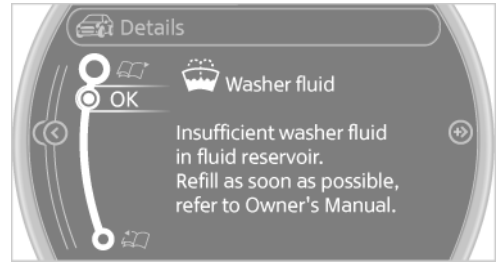 Details
Washer fluid
OK
Insufficient washer fluid
in fluid reservoir.
Refill as soon as possible,
refer to Owner's Manual.